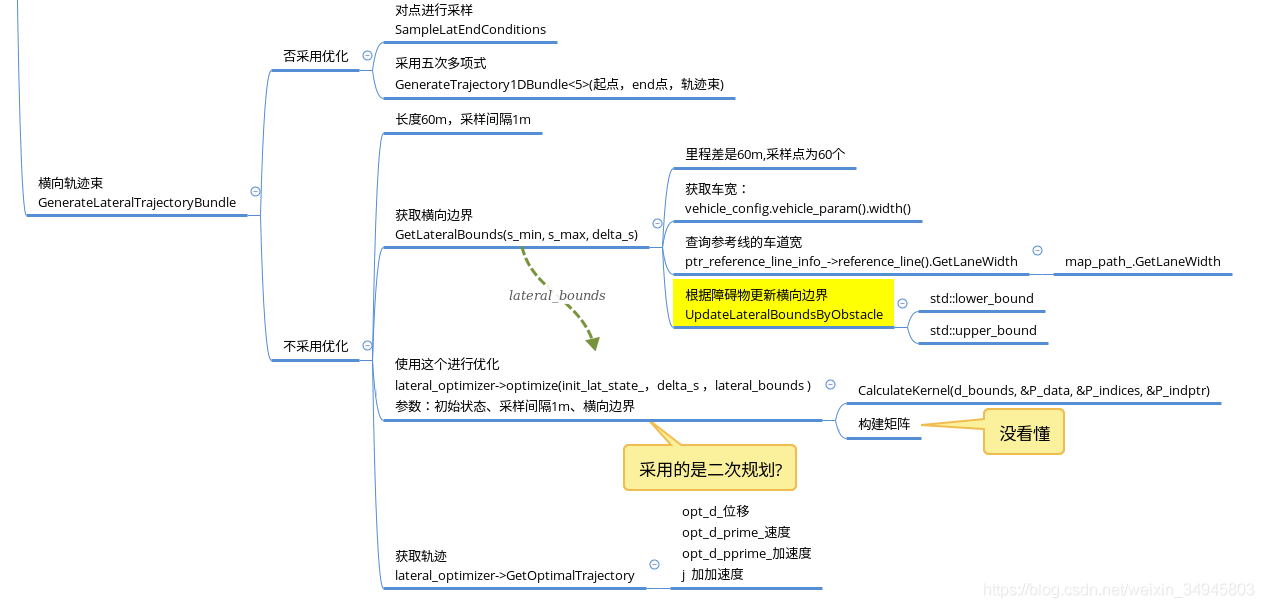 对点进行采样
SampleLatEndConditions
否采用优化
采用五次多项式
GenerateTrajectory1DBundle<5>(起点，end点，轨迹束)
长度60m，采样间隔1m
里程差是60m,采样点为60个
横向轨迹束
GenerateLateralTrajectoryBundle
获取车宽：
vehicle_config.vehicle_param().width()
获取横向边界
GetLateralBounds(s_min, s_max, delta_s)
查询参考线的车道宽
ptr_reference_line_info_->reference_line().GetLaneWidth
map_path_.GetLaneWidth
lateral_bounds
根据障碍物更新横向边界
UpdateLateralBoundsByObstacle
std::lower_bound
std::upper_bound
不采用优化
使用这个进行优化
lateral_optimizer->optimize(init_lat_state_，delta_s ，lateral_bounds )
参数：初始状态、采样间隔1m、横向边界
CalculateKernel(d_bounds, &P_data, &P_indices, &P_indptr)
构建矩阵
没看懂
采用的是二次规划?
获取轨迹
lateral_optimizer->GetOptimalTrajectory
opt_d_位移
opt_d_prime_速度
opt_d_pprime_加速度
j  加加速度
https://blog.csdn.net/weixin_34945803